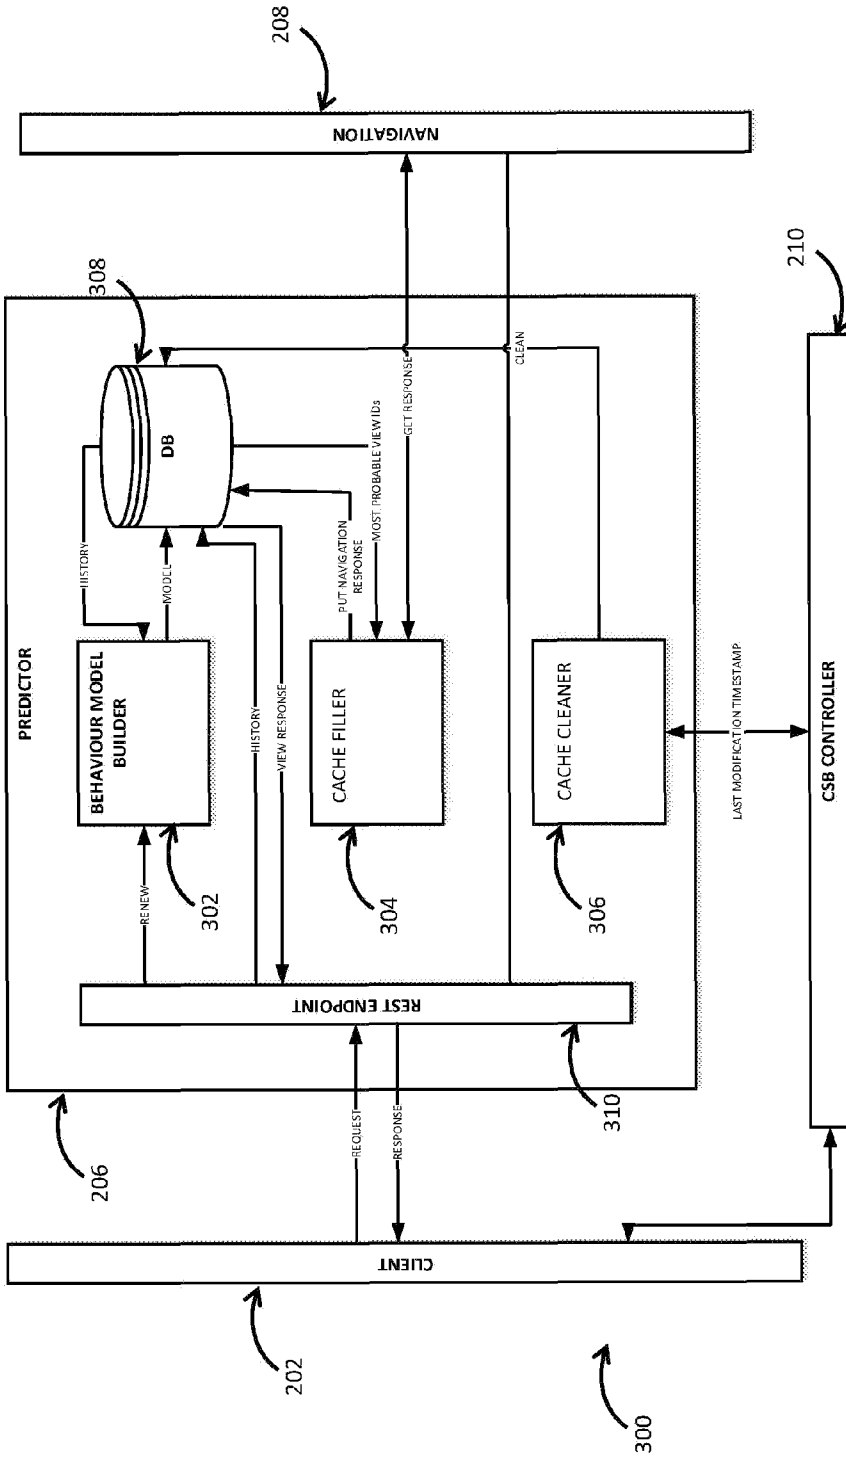 PREDICTOR
206
BEHAVIOUR MODEL
BUILDER
302
RENEW
HISTORY
MODEL
DB
308
HISTORY
VIEW RESPONSE
CACHE FILLER
304
PUT NAVIGATION
RESPONSE
MOST PROBABLE VIEW IDs
GET RESPONSE
CACHE CLEANER
306
CLEAN
REST ENDPOINT
310
REQUEST
RESPONSE
CLIENT
202
NAVIGATION
208
LAST MODIFICATION TIMESTAMP
CSB CONTROLLER
210
300